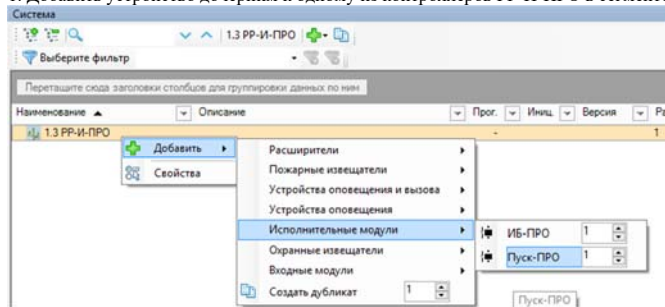 Система
1.3 РР-И-ПРО
Выберите фильтр
Перетащите сюда заголовки столбцов для группировки данных по ним
Наименование Описание Прог. Иниц. Версия
1.3 РР-И-ПРО - 1
Добавить Расширители
Свойства Пожарные извещатели
Устройства оповещения и вызова
Устройства оповещения
Исполнительные модули ИБ-ПРО 1
Охранные извещатели Пуск-ПРО 1
Входные модули
Создать дубликат 1 Пуск-ПРО